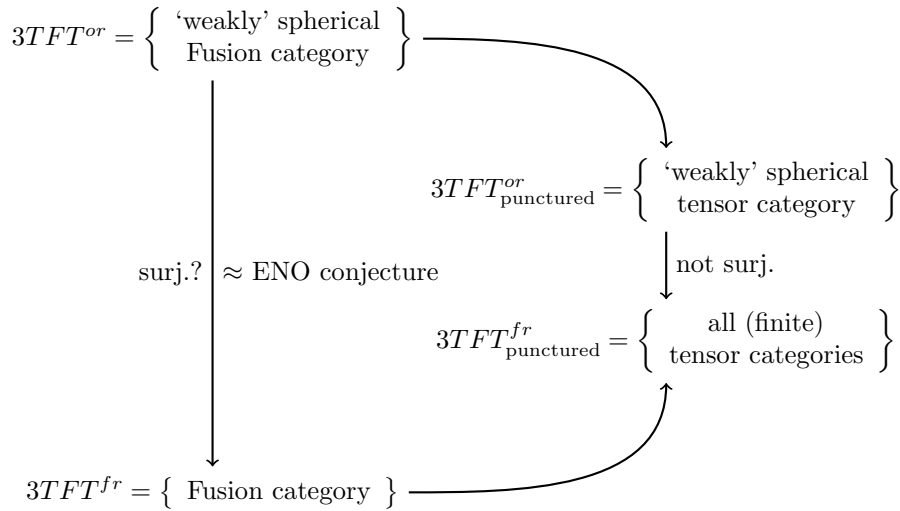 3TFT^{or} = { ‘weakly’ spherical
Fusion category }
3TFT^{or}_{punctured} = { ‘weakly’ spherical
tensor category }
surj.? ≈ ENO conjecture
not surj.
3TFT^{fr}_{punctured} = { all (finite)
tensor categories }
3TFT^{fr} = { Fusion category }